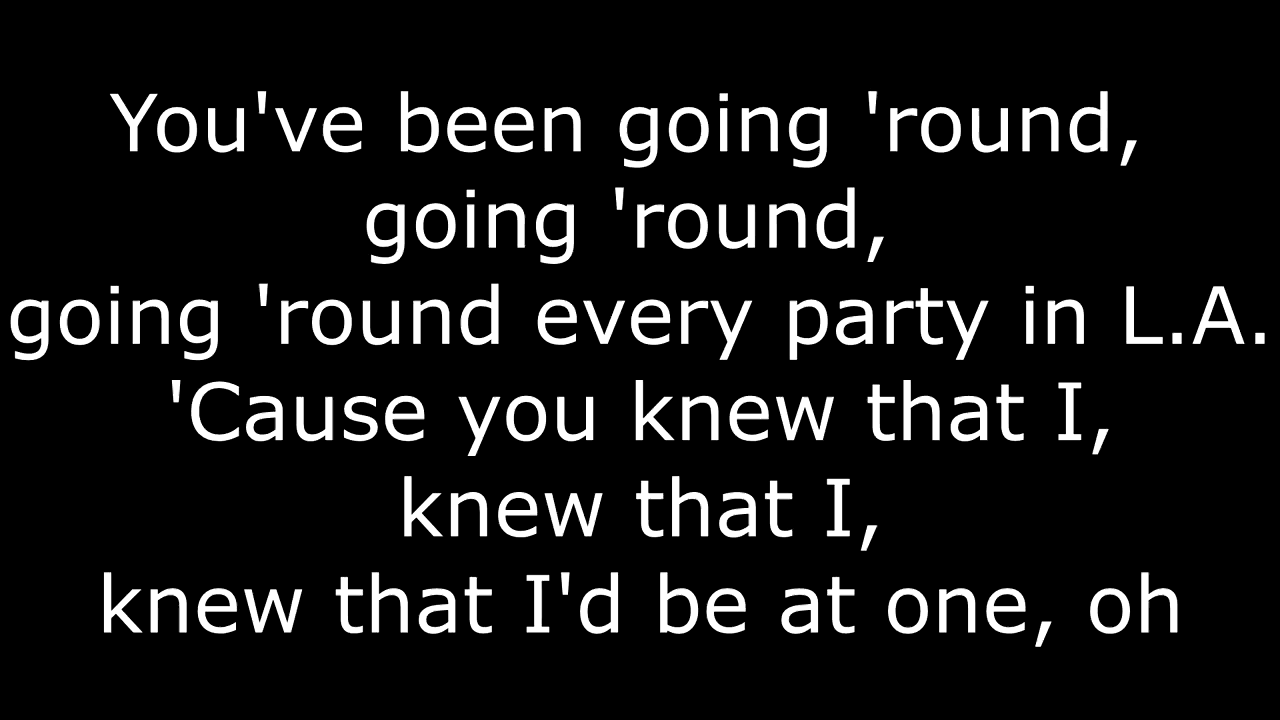 You've been going 'round,
going 'round,
going 'round every party in L.A.
'Cause you knew that I,
knew that I,
knew that I'd be at one, oh